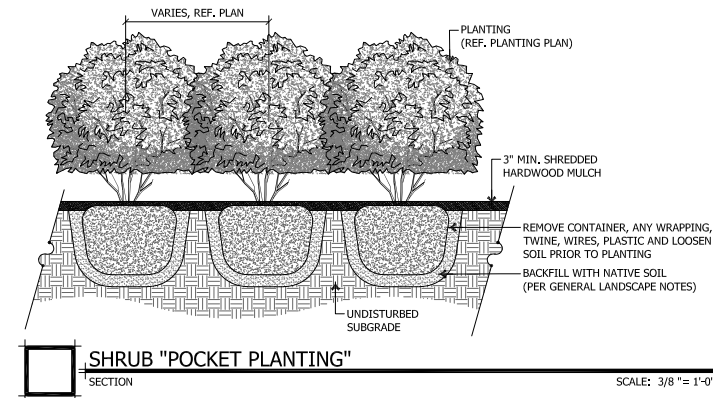 VARIES, REF. PLAN
PLANTING
(REF. PLANTING PLAN)
3" MIN. SHREDDED
HARDWOOD MULCH
REMOVE CONTAINER, ANY WRAPPING,
TWINE, WIRES, PLASTIC AND LOOSEN
SOIL PRIOR TO PLANTING
BACKFILL WITH NATIVE SOIL
(PER GENERAL LANDSCAPE NOTES)
UNDISTURBED
SUBGRADE
SHRUB "POCKET PLANTING"
SECTION
SCALE: 3/8 "= 1'-0"